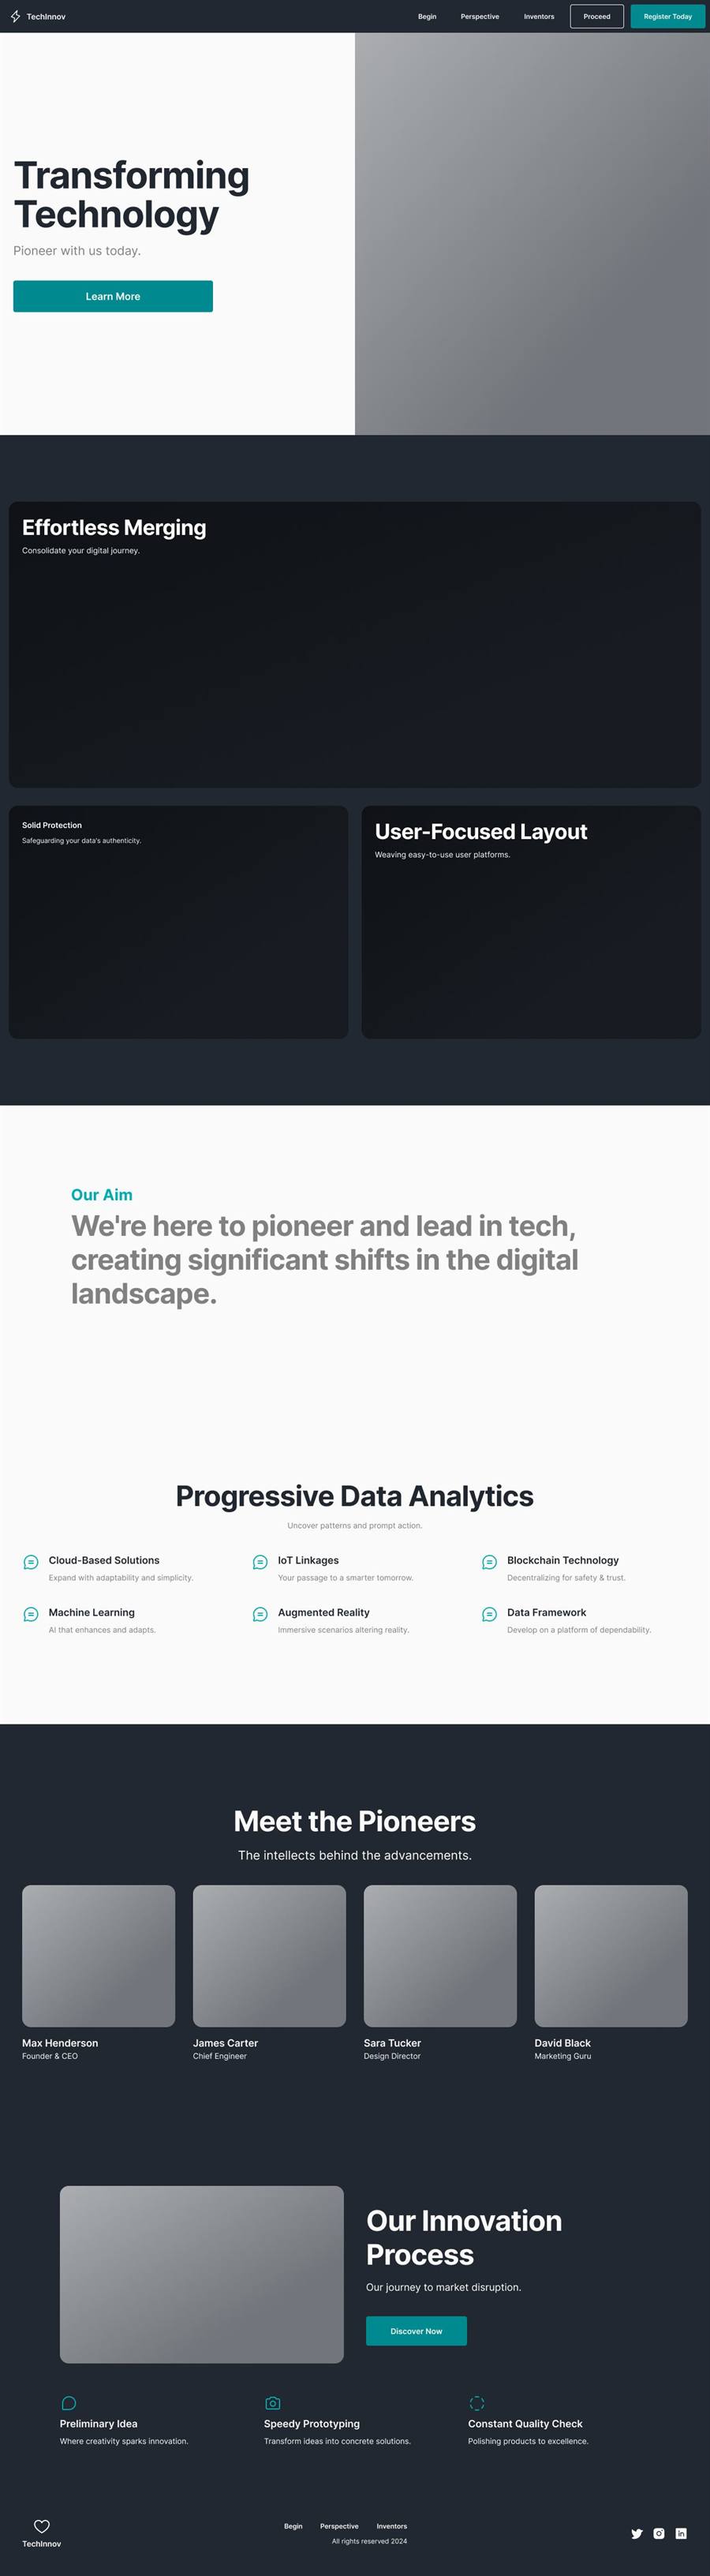 TechInnov
Begin
Perspective
Inventors
Proceed
Register Today
Transforming
Technology
Pioneer with us today.
Learn More
Effortless Merging
Consolidate your digital journey.
Solid Protection
Safeguarding your data's authenticity.
User-Focused Layout
Weaving easy-to-use user platforms.
Our Aim
We're here to pioneer and lead in tech,
creating significant shifts in the digital
landscape.
Progressive Data Analytics
Uncover patterns and prompt action.
Cloud-Based Solutions
Expand with adaptability and simplicity.
IoT Linkages
Your passage to a smarter tomorrow.
Blockchain Technology
Decentralizing for safety & trust.
Machine Learning
AI that enhances and adapts.
Augmented Reality
Immersive scenarios altering reality.
Data Framework
Develop on a platform of dependability.
Meet the Pioneers
The intellects behind the advancements.
Max Henderson
Founder & CEO
James Carter
Chief Engineer
Sara Tucker
Design Director
David Black
Marketing Guru
Our Innovation
Process
Our journey to market disruption.
Discover Now
Preliminary Idea
Where creativity sparks innovation.
Speedy Prototyping
Transform ideas into concrete solutions.
Constant Quality Check
Polishing products to excellence.
TechInnov
Begin
Perspective
Inventors
All rights reserved 2024